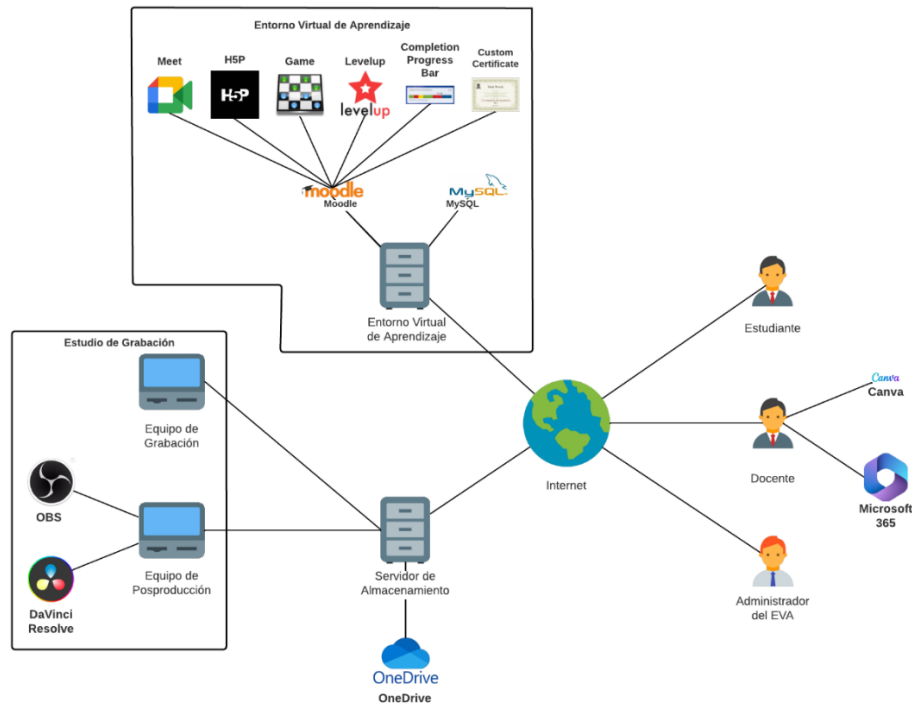 Entorno Virtual de Aprendizaje
Meet
H5P
Game
Levelup
Completion
Progress
Bar
Custom
Certificate
H5P
levelup
moodle
Moodle
MySQL
MySQL
Entorno Virtual
de Aprendizaje
Estudiante
Estudio de Grabación
Equipo de
Grabación
Internet
Canva
Canva
Docente
Microsoft
365
OBS
Equipo de
Posproducción
DaVinci
Resolve
Servidor de
Almacenamiento
Administrador
del EVA
OneDrive
OneDrive